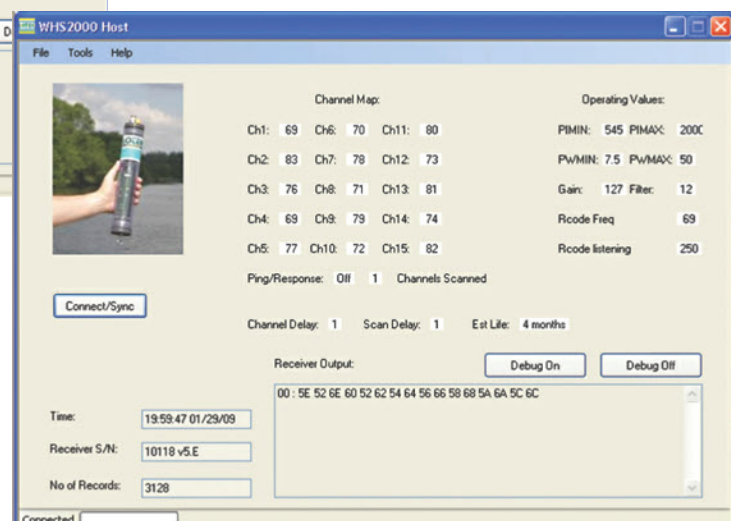 WHS2000 Host
File Tools Help
Channel Map: Operating Values:
Ch1: 69 Ch6: 70 Ch11: 80 PIMIN: 545 PIMAX: 200
Ch2: 83 Ch7: 78 Ch12: 73 PWMIN: 7.5 PWMAX: 50
Ch3: 76 Ch8: 71 Ch13: 81 Gain: 127 Filter: 12
Ch4: 69 Ch9: 79 Ch14: 74 Rcode Freq 69
Ch5: 77 Ch10: 72 Ch15: 82 Rcode listening 250
Ping/Response: Off 1 Channels Scanned
Connect/Sync
Channel Delay: 1 Scan Delay: 1 Est Life: 4 months
Receiver Output: Debug On Debug Off
00 : 5E 52 6E 60 52 62 54 64 56 66 58 68 5A 6A 5C 6C
Time: 19:59:47 01/29/09
Receiver S/N: 10118 v5.E
No of Records: 3128
Connected